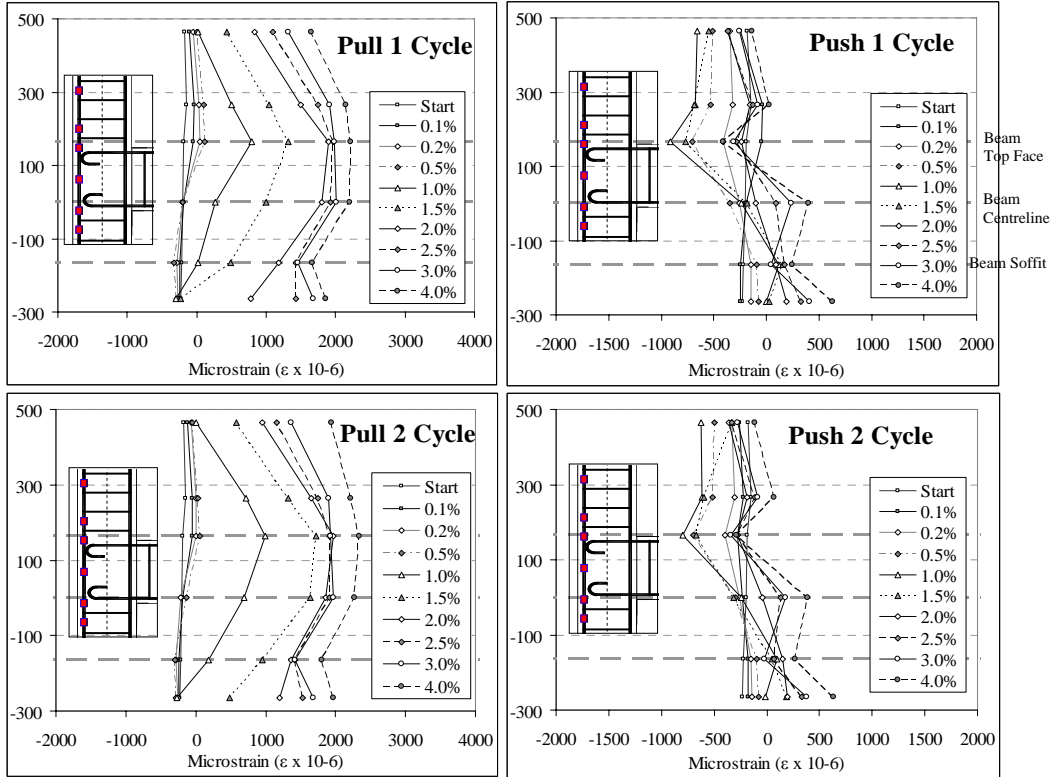 Pull 1 Cycle
500
300
100
-100
-300
-2000 -1000 0 1000 2000 3000 4000
Microstrain (ε x 10-6)
Start
0.1%
0.2%
0.5%
1.0%
1.5%
2.0%
2.5%
3.0%
4.0%
Push 1 Cycle
500
300
100
-100
-300
-2000 -1500 -1000 -500 0 500 1000 1500 2000
Microstrain (ε x 10-6)
Start
0.1%
0.2%
0.5%
1.0%
1.5%
2.0%
2.5%
3.0%
4.0%
Beam
Top Face
Beam
Centreline
Beam Soffit
Pull 2 Cycle
500
300
100
-100
-300
-2000 -1000 0 1000 2000 3000 4000
Microstrain (ε x 10-6)
Start
0.1%
0.2%
0.5%
1.0%
1.5%
2.0%
2.5%
3.0%
4.0%
Push 2 Cycle
500
300
100
-100
-300
-2000 -1500 -1000 -500 0 500 1000 1500 2000
Microstrain (ε x 10-6)
Start
0.1%
0.2%
0.5%
1.0%
1.5%
2.0%
2.5%
3.0%
4.0%